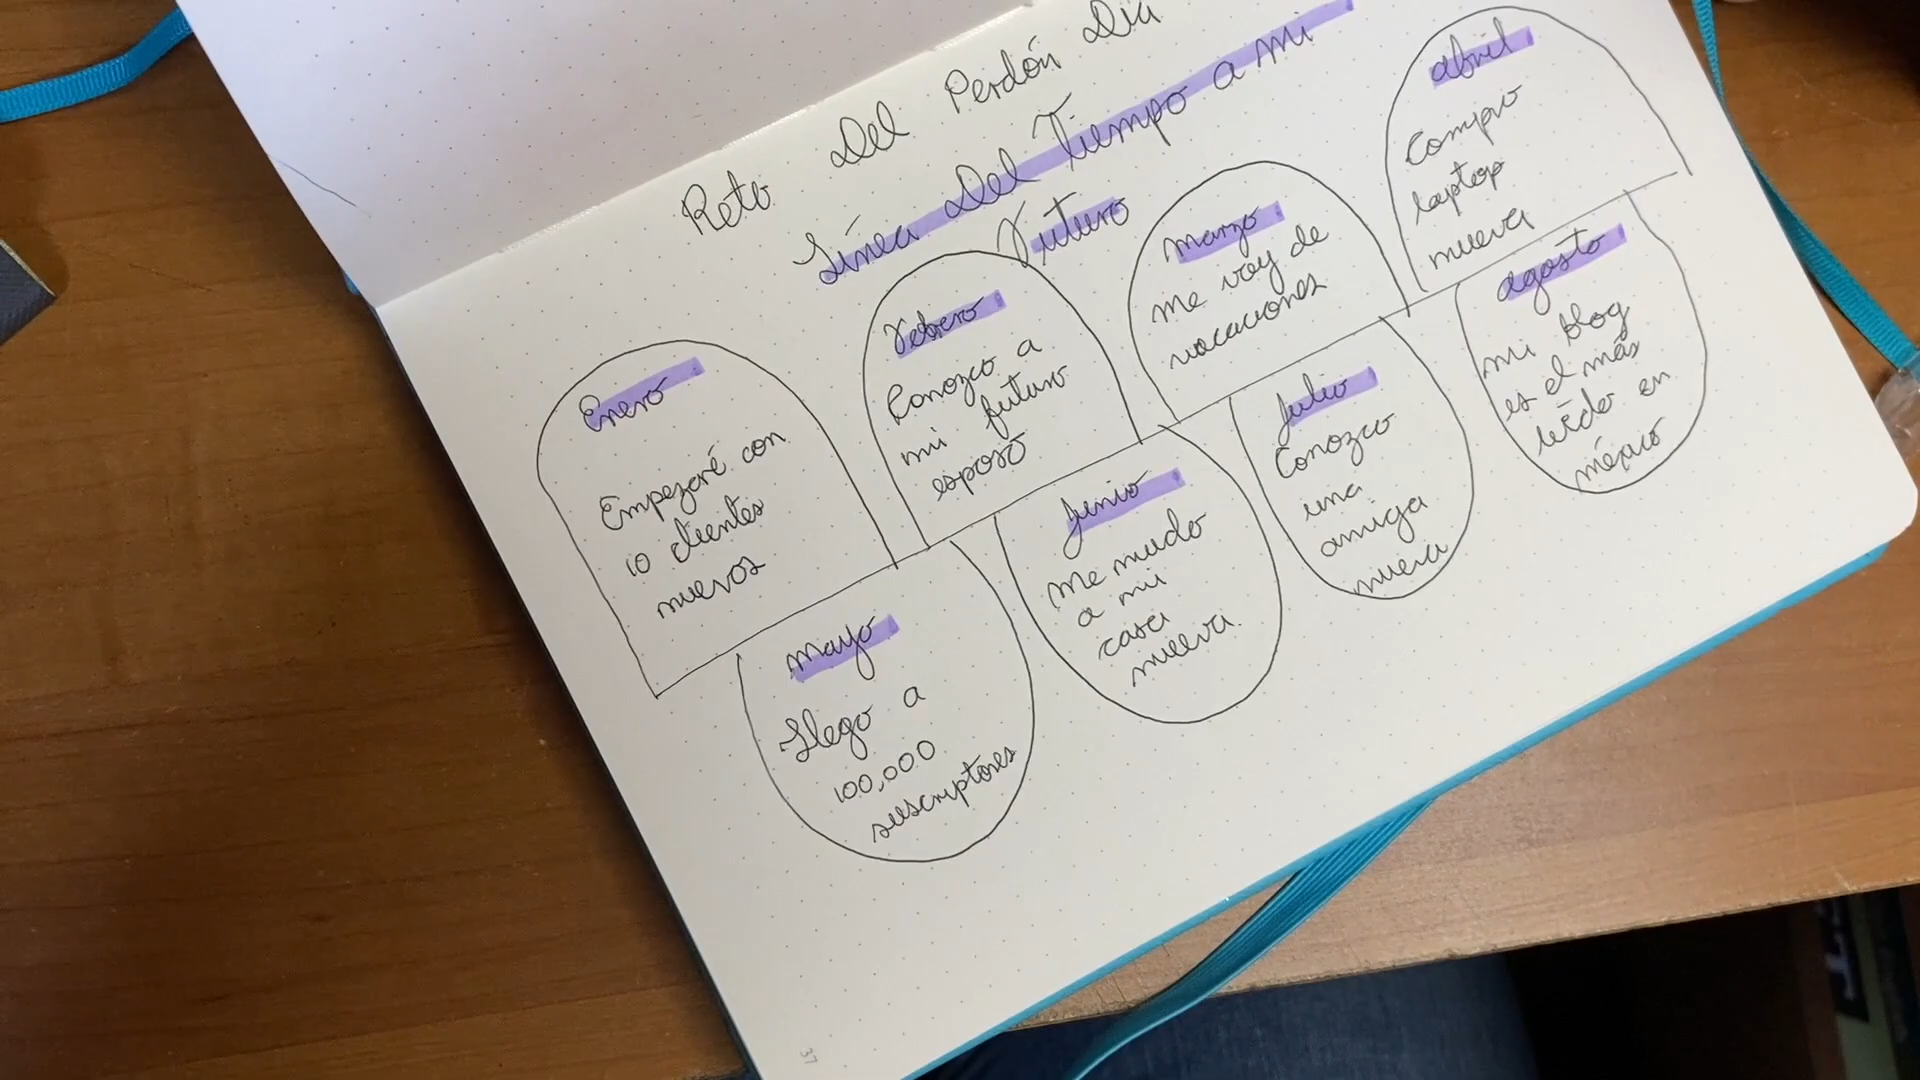 Reto Del Perdón Día
Línea Del Tiempo a mi
Futuro
Enero
Empezaré con
10 clientes
nuevos
Febrero
Conozco a
mi futuro
esposo
marzo
me voy de
vacaciones
abril
Compro
laptop
nueva
mayo
Llego a
100,000
suscriptores
Junio
me mudo
a mi
casa
nueva.
Julio
Conozco
una
amiga
nueva
agosto
mi blog
es el más
leído en
méxico
37